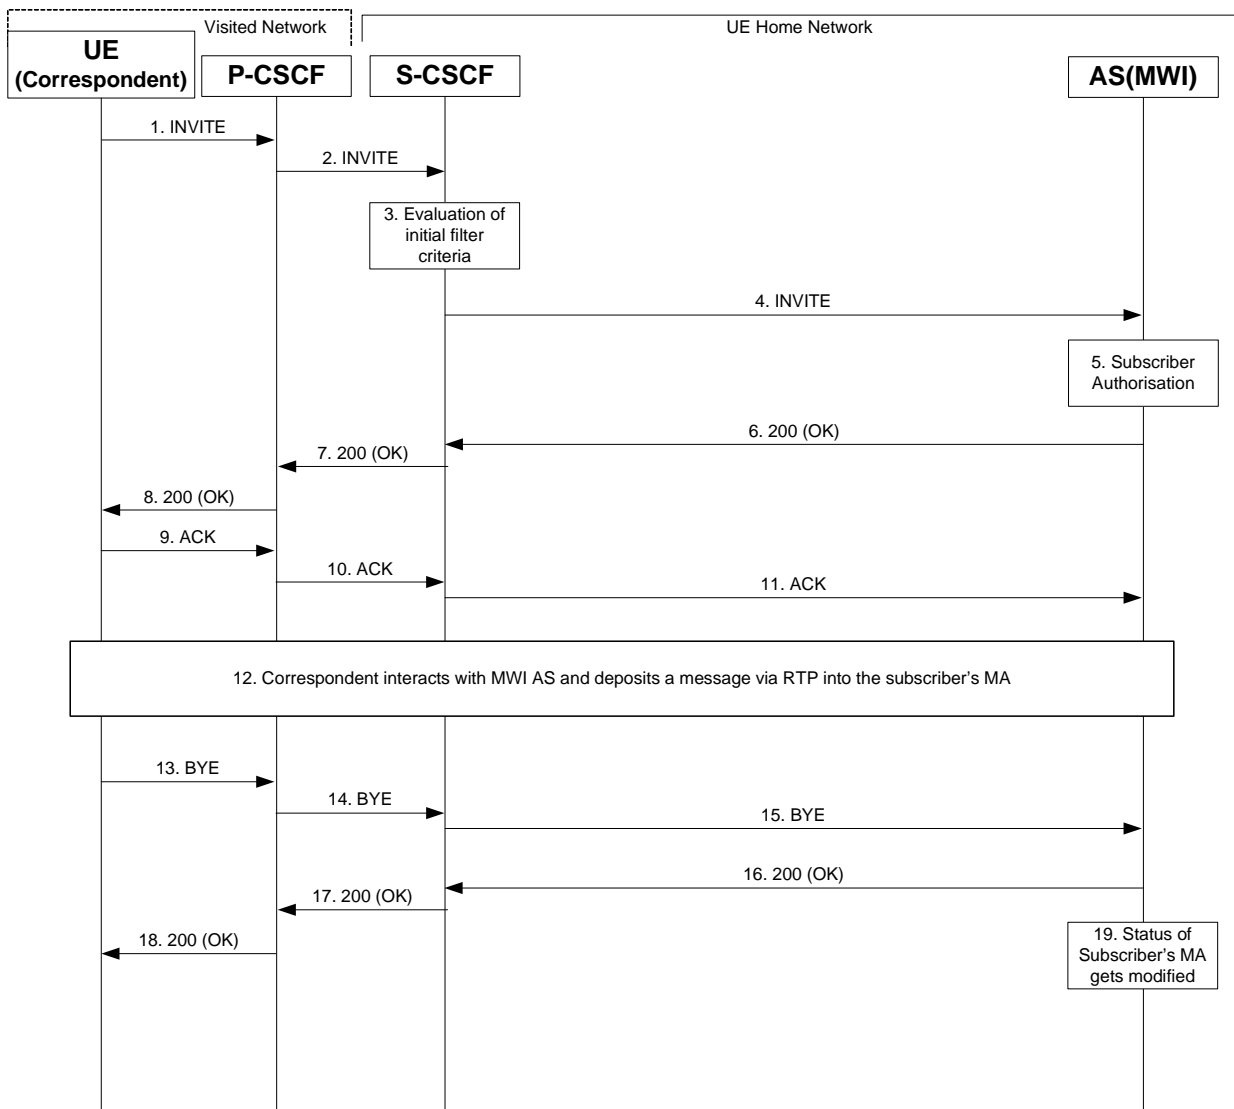 Visited Network
UE Home Network
UE
(Correspondent)
P-CSCF
S-CSCF
AS(MWI)
1. INVITE
2. INVITE
3. Evaluation of
initial filter
criteria
4. INVITE
5. Subscriber
Authorisation
6. 200 (OK)
7. 200 (OK)
8. 200 (OK)
9. ACK
10. ACK
11. ACK
12. Correspondent interacts with MWI AS and deposits a message via RTP into the subscriber's MA
13. BYE
14. BYE
15. BYE
16. 200 (OK)
17. 200 (OK)
18. 200 (OK)
19. Status of
Subscriber's MA
gets modified